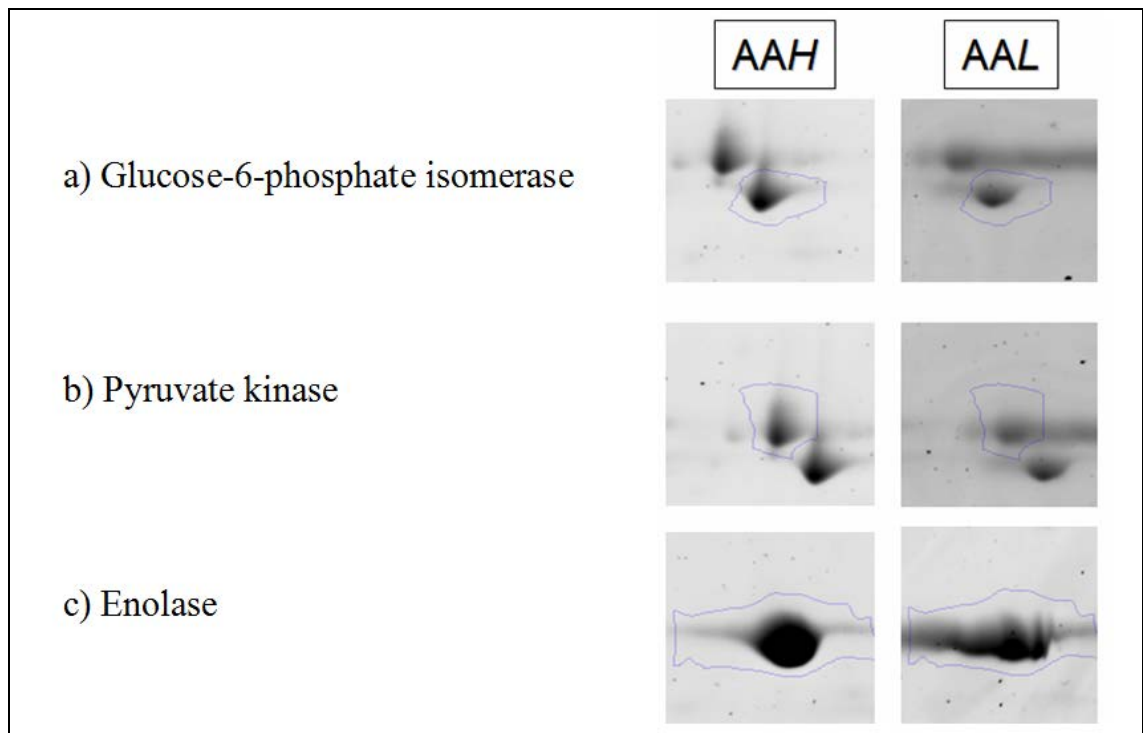 AAH AAL
a) Glucose-6-phosphate isomerase
b) Pyruvate kinase
c) Enolase